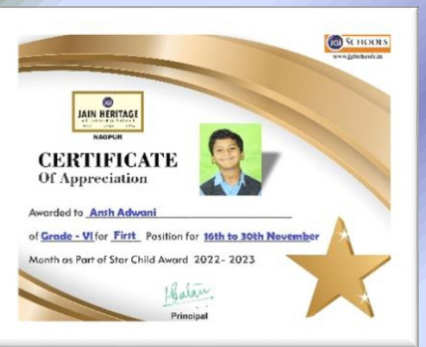 JGI SCHOOLS
www.jgischools.in
JGI
JAIN HERITAGE
NAGPUR
CERTIFICATE
Of Appreciation
Awarded to Ansh Adwani
of Grade - VI for First Position for 16th to 30th November
Month as Part of Star Child Award 2022- 2023
Principal